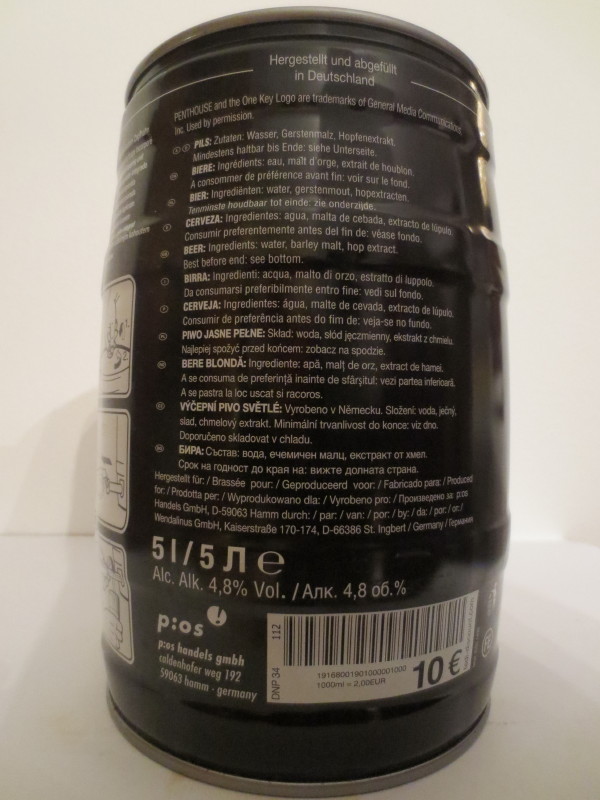 Hergestellt und abgefüllt
in Deutschland
PENTHOUSE and the One Key Logo are trademarks of General Media Communications
Inc. Used by permission.
PILS: Zutaten: Wasser, Gerstenmalz, Hopfenextrakt.
Mindestens haltbar bis Ende: siehe Unterseite.
BIERE: Ingrédients: eau, malt d'orge, extrait de houblon.
A consommer de préférence avant fin: voir sur le fond.
BIER: Ingrediënten: water, gerstenmout, hopextracten.
Tenminste houdbaar tot einde: zie onderzijde.
CERVEZA: Ingredientes: agua, malta de cebada, extracto de lúpulo.
Consumir preferentemente antes del fin de: véase fondo.
BEER: Ingredients: water, barley malt, hop extract.
Best before end: see bottom.
BIRRA: Ingredienti: acqua, malto di orzo, estratto di luppolo.
Da consumarsi preferibilmente entro fine: vedi sul fondo.
CERVEJA: Ingredientes: água, malte de cevada, extracto de lúpulo.
Consumir de preferência antes do fim de: veja-se no fundo.
PIWO JASNE PEŁNE: Skład: woda, słód jęczmienny, ekstrakt z chmielu.
Najlepiej spożyć przed końcem: zobacz na spodzie.
BERE BLONDĂ: Ingrediente: apă, malţ de orz, extract de hamei.
A se consuma de preferinţă inainte de sfârşitul: vezi partea inferioară.
A se pastra la loc uscat si racoros.
VÝČEPNÍ PIVO SVĚTLÉ: Vyrobeno v Německu. Složení: voda, ječný,
slad, chmelový extrakt. Minimální trvanlivost do konce: viz dno.
Doporučeno skladovat v chladu.
БИРА: Състав: вода, ечемичен малц, екстракт от хмел.
Срок на годност до края на: вижте долната страна.
Hergestellt für: / Brassée pour: / Geproduceerd voor: / Fabricado para: / Produced
for: / Prodotta per: / Wyprodukowano dla: / Vyrobeno pro: / Произведено за: p:os
Handels GmbH, D-59063 Hamm durch: / par: / van: / por: / by: / da: / por: / or: /
Wendalinus GmbH, Kaiserstraße 170-174, D-66386 St. Ingbert / Germany / Германия
5 l / 5 Л ℮
Alc. Alk. 4,8% Vol. / Алк. 4,8 об.%
p:os
p:os handels gmbh
caldenhofer weg 192
59063 hamm - germany
DNP 34
112
19168001901000001000
1000ml = 2,00EUR
10 €